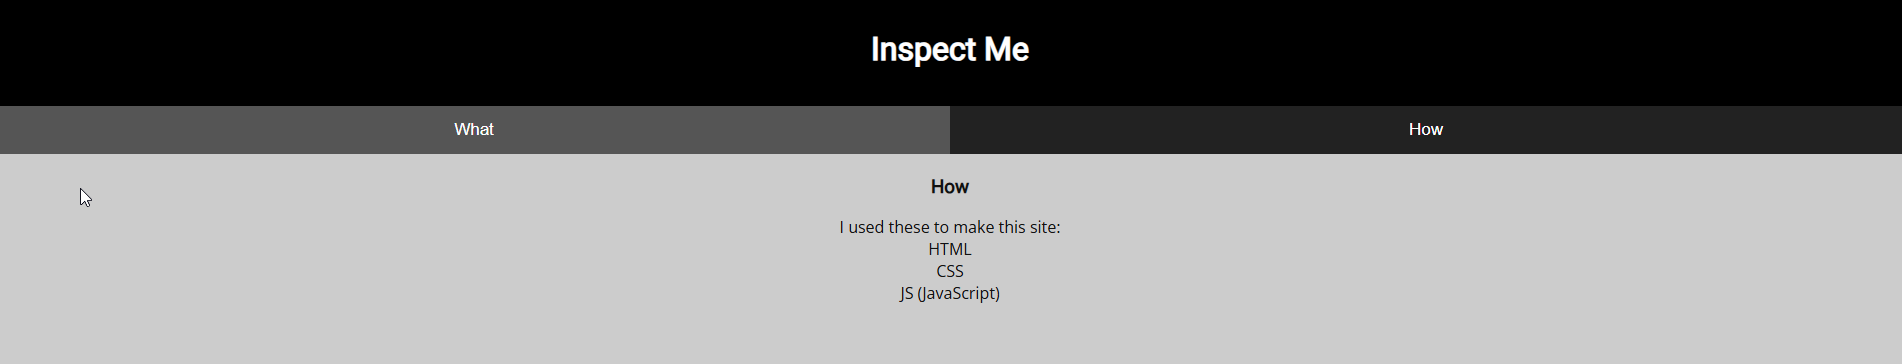 Inspect Me
What How
How
I used these to make this site:
HTML
CSS
JS (JavaScript)